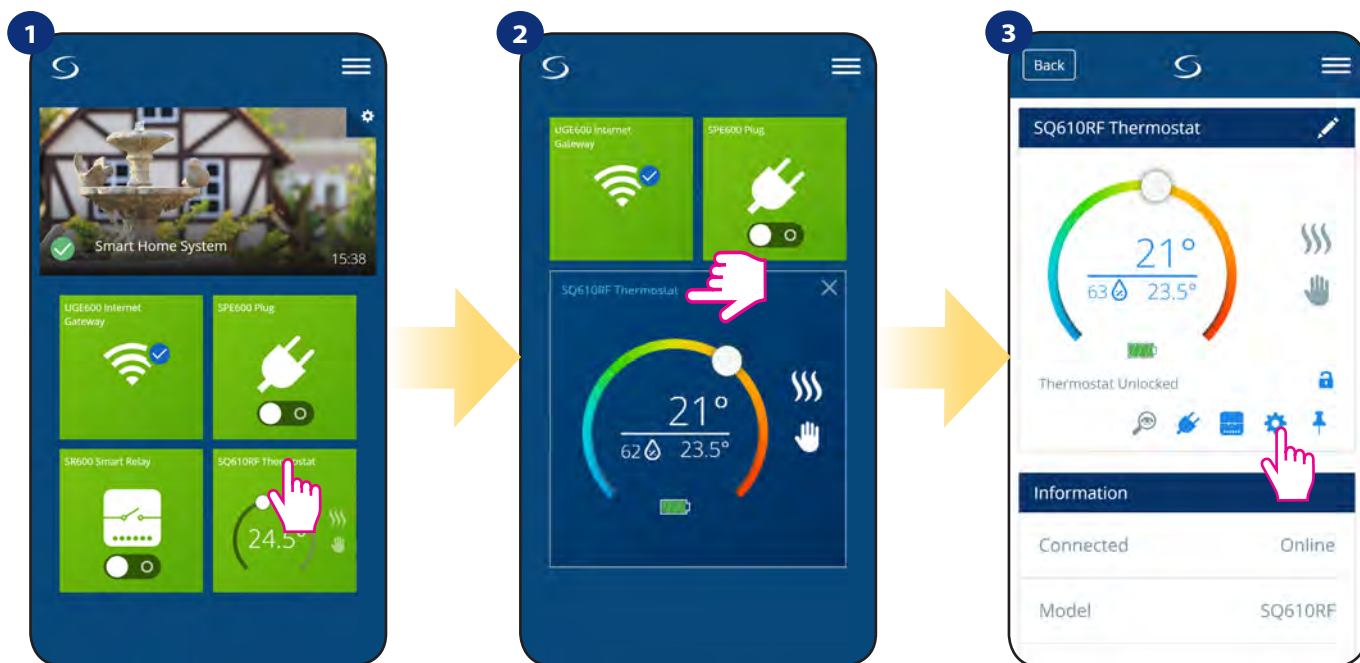 1
Smart Home System
15:38
UGE600 Internet
Gateway
SPE600 Plug
SR600 Smart Relay
SQ610RF Thermostat
24.5°
2
UGE600 Internet
Gateway
SPE600 Plug
SQ610RF Thermostat
21°
62 23.5°
3
Back
SQ610RF Thermostat
21°
63 23.5°
Thermostat Unlocked
Information
Connected Online
Model SQ610RF